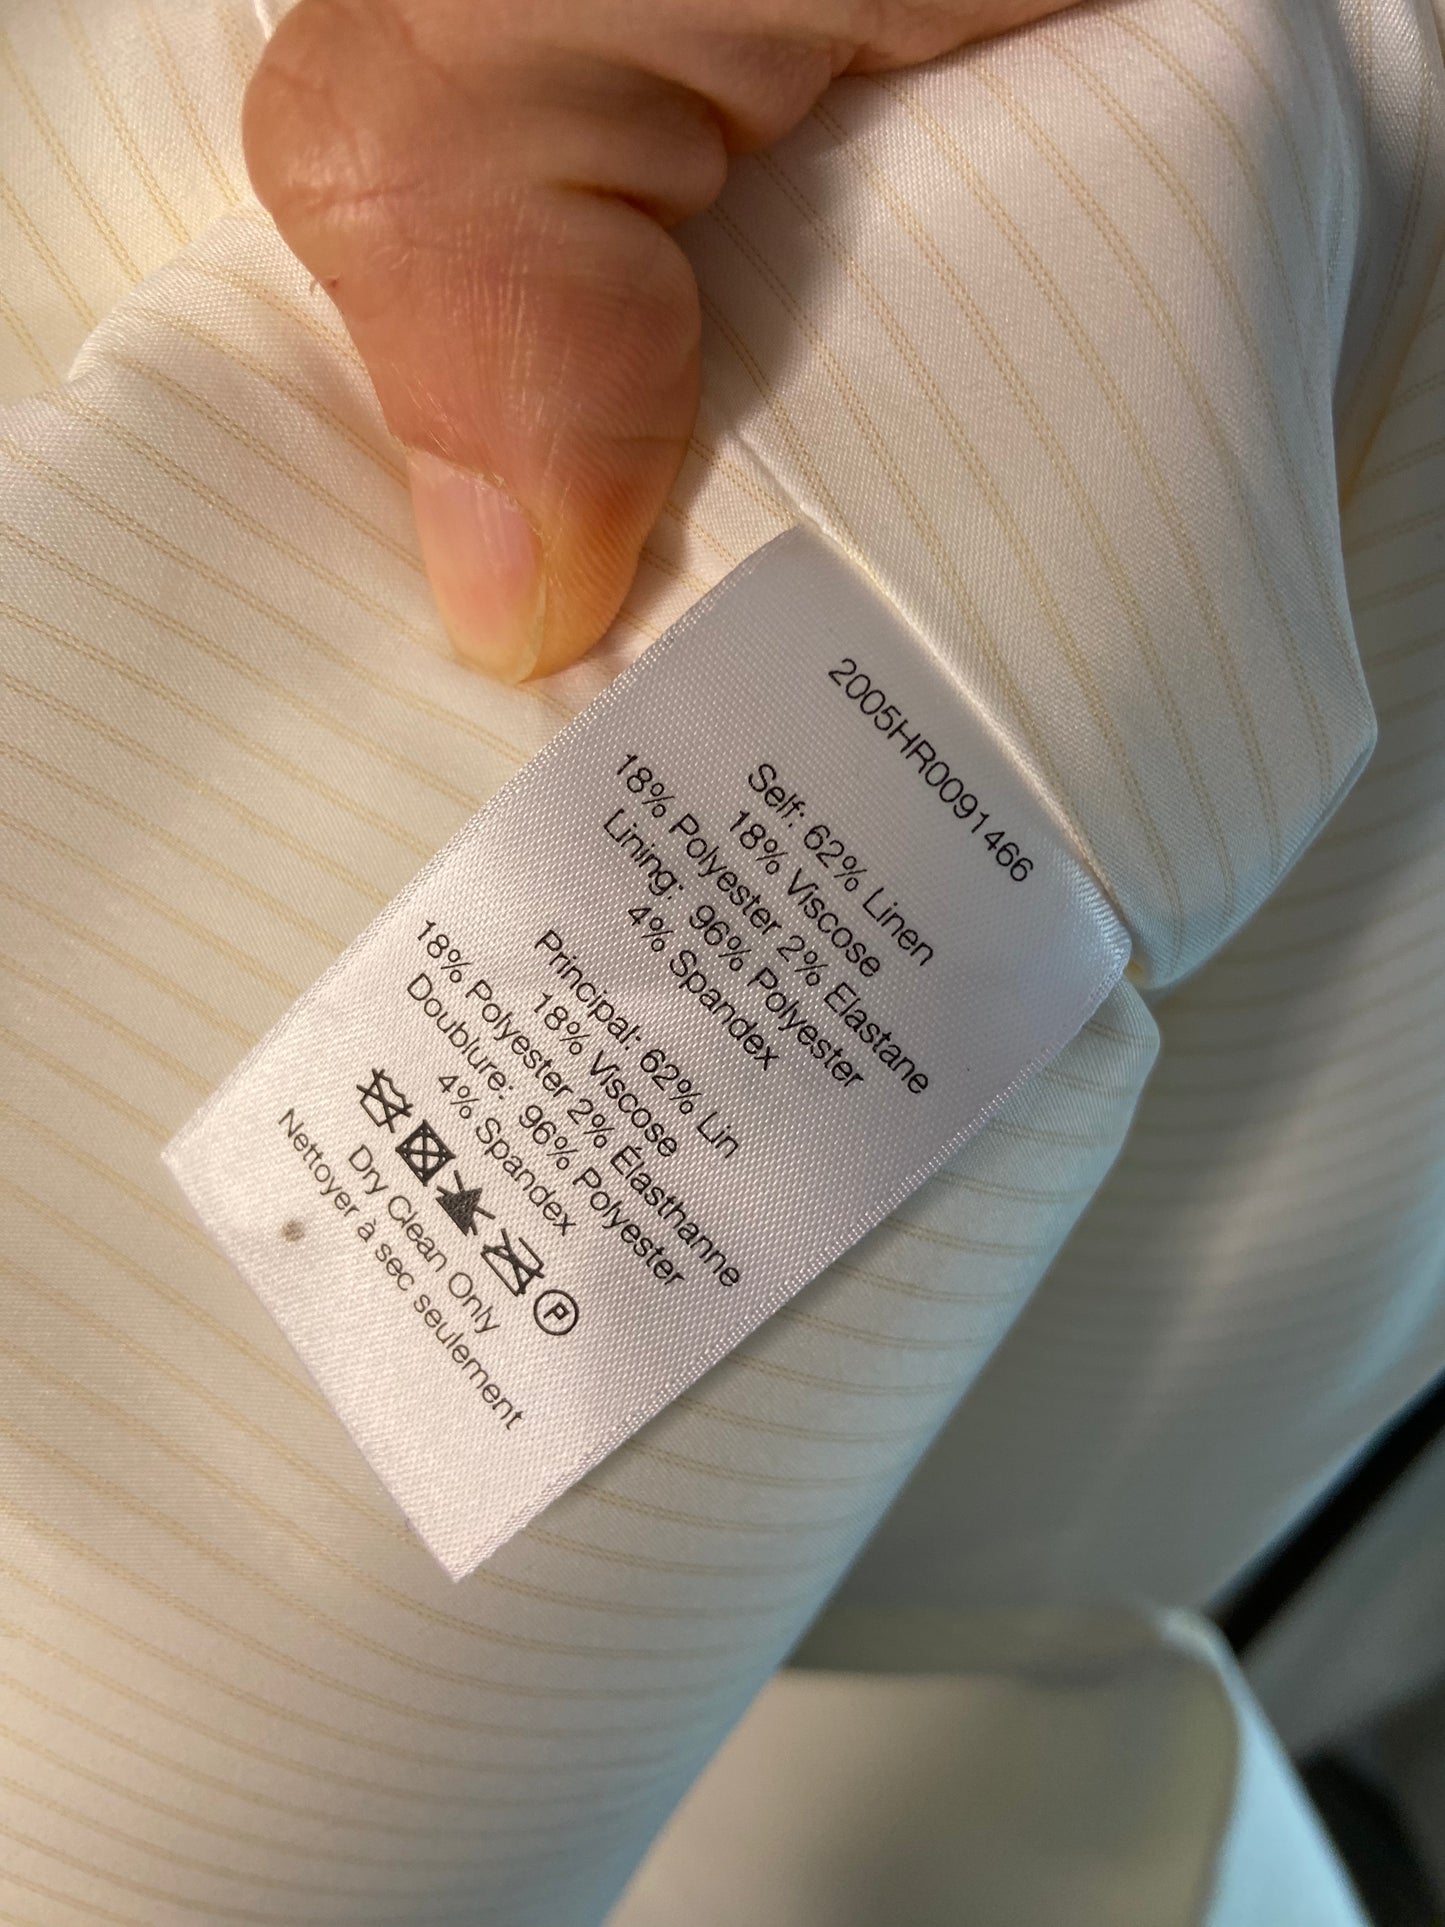 2005HR0091466
Self: 62% Linen
18% Viscose
18% Polyester 2% Elastane
Lining: 96% Polyester
4% Spandex
Principal: 62% Lin
18% Viscose
18% Polyester 2% Élasthanne
Doublure: 96% Polyester
4% Spandex
P
Dry Clean Only
Nettoyer à sec seulement